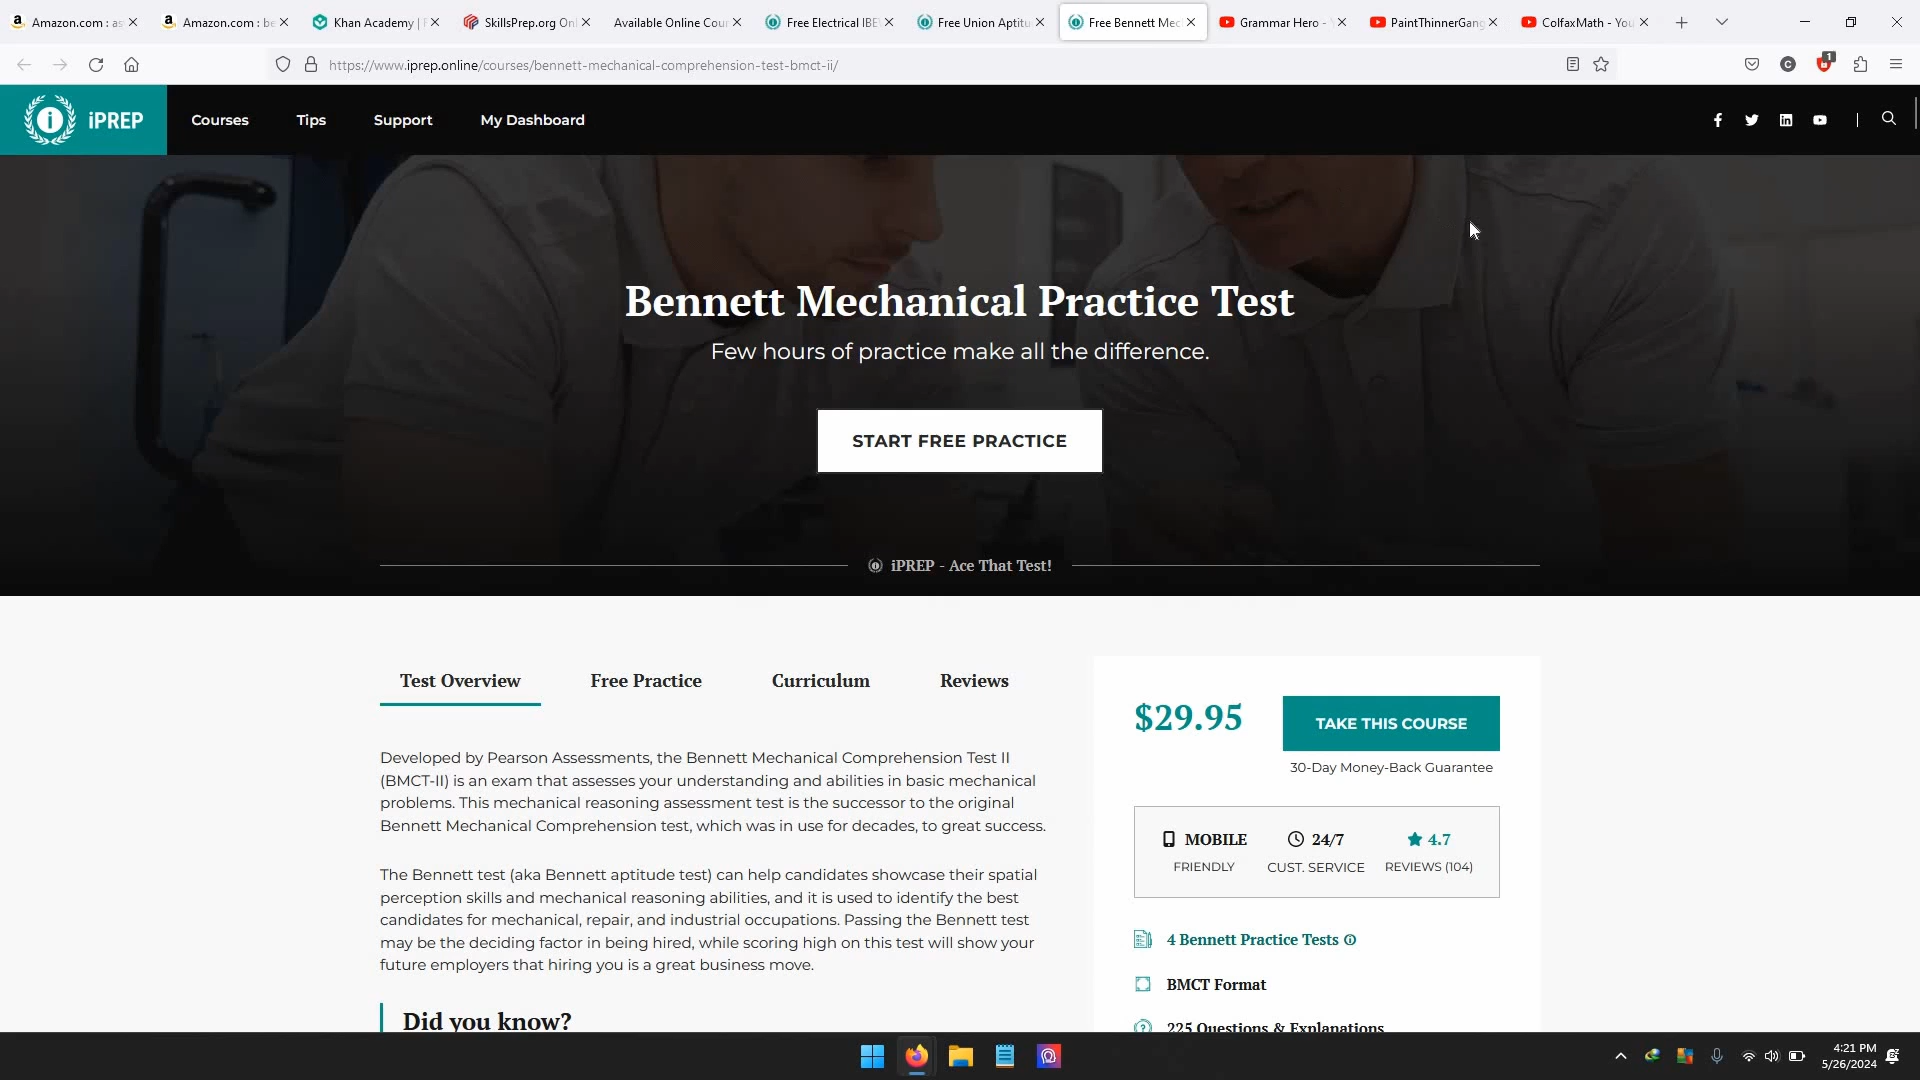 Amazon.com : as
Amazon.com : be
Khan Academy | F
SkillsPrep.org Onl
Available Online Cour
Free Electrical IBEW
Free Union Aptitu
Free Bennett Mec
Grammar Hero - Y
PaintThinnerGang
ColfaxMath - You
https://www.iprep.online/courses/bennett-mechanical-comprehension-test-bmct-ii/
C
1
iPREP
Courses
Tips
Support
My Dashboard
Bennett Mechanical Practice Test
Few hours of practice make all the difference.
START FREE PRACTICE
iPREP - Ace That Test!
Test Overview
Free Practice
Curriculum
Reviews
Developed by Pearson Assessments, the Bennett Mechanical Comprehension Test II
(BMCT-II) is an exam that assesses your understanding and abilities in basic mechanical
problems. This mechanical reasoning assessment test is the successor to the original
Bennett Mechanical Comprehension test, which was in use for decades, to great success.
The Bennett test (aka Bennett aptitude test) can help candidates showcase their spatial
perception skills and mechanical reasoning abilities, and it is used to identify the best
candidates for mechanical, repair, and industrial occupations. Passing the Bennett test
may be the deciding factor in being hired, while scoring high on this test will show your
future employers that hiring you is a great business move.
Did you know?
$29.95
TAKE THIS COURSE
30-Day Money-Back Guarantee
MOBILE
FRIENDLY
24/7
CUST. SERVICE
4.7
REVIEWS (104)
4 Bennett Practice Tests
BMCT Format
225 Questions & Explanations
4:21 PM
5/26/2024